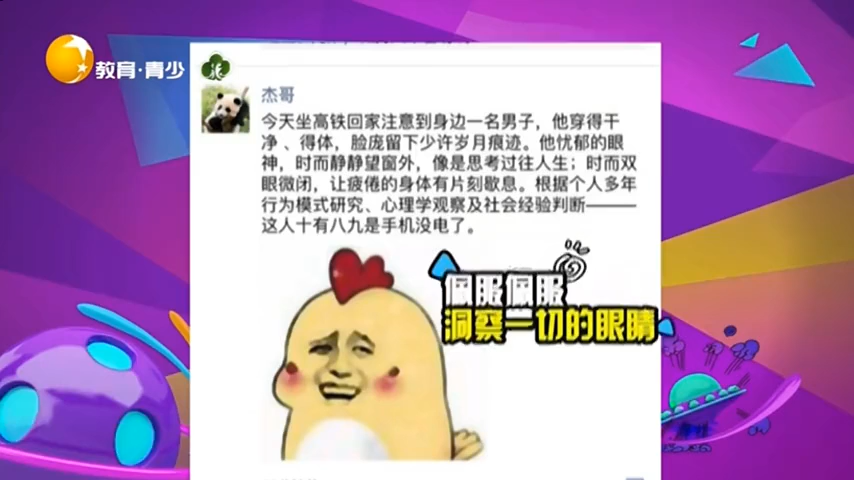 教育·青少
杰哥
今天坐高铁回家注意到身边一名男子，他穿得干
净、得体，脸庞留下少许岁月痕迹。他忧郁的眼
神，时而静静望窗外，像是思考过往人生；时而双
眼微闭，让疲倦的身体有片刻歇息。根据个人多年
行为模式研究、心理学观察及社会经验判断———
这人十有八九是手机没电了。
佩服佩服
洞察一切的眼睛